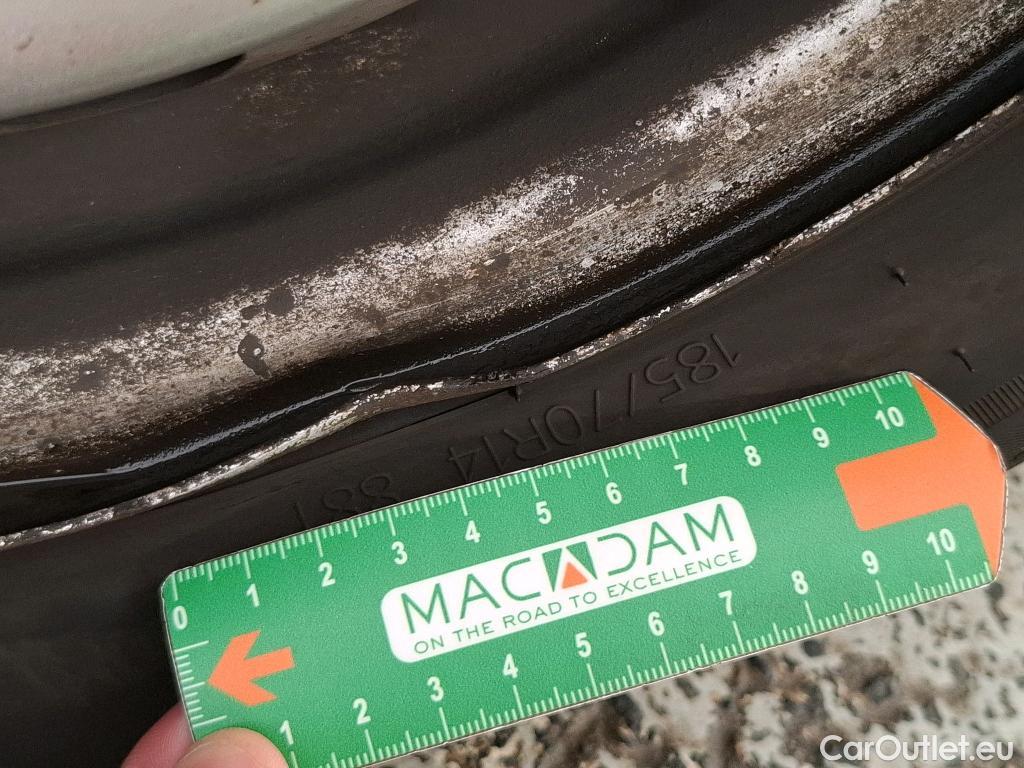 185/70R14 88T
0 1 2 3 4 5 6 7 8 9 10
MACADAM
ON THE ROAD TO EXCELLENCE
1 2 3 4 5 6 7 8 9 10
CarOutlet.eu